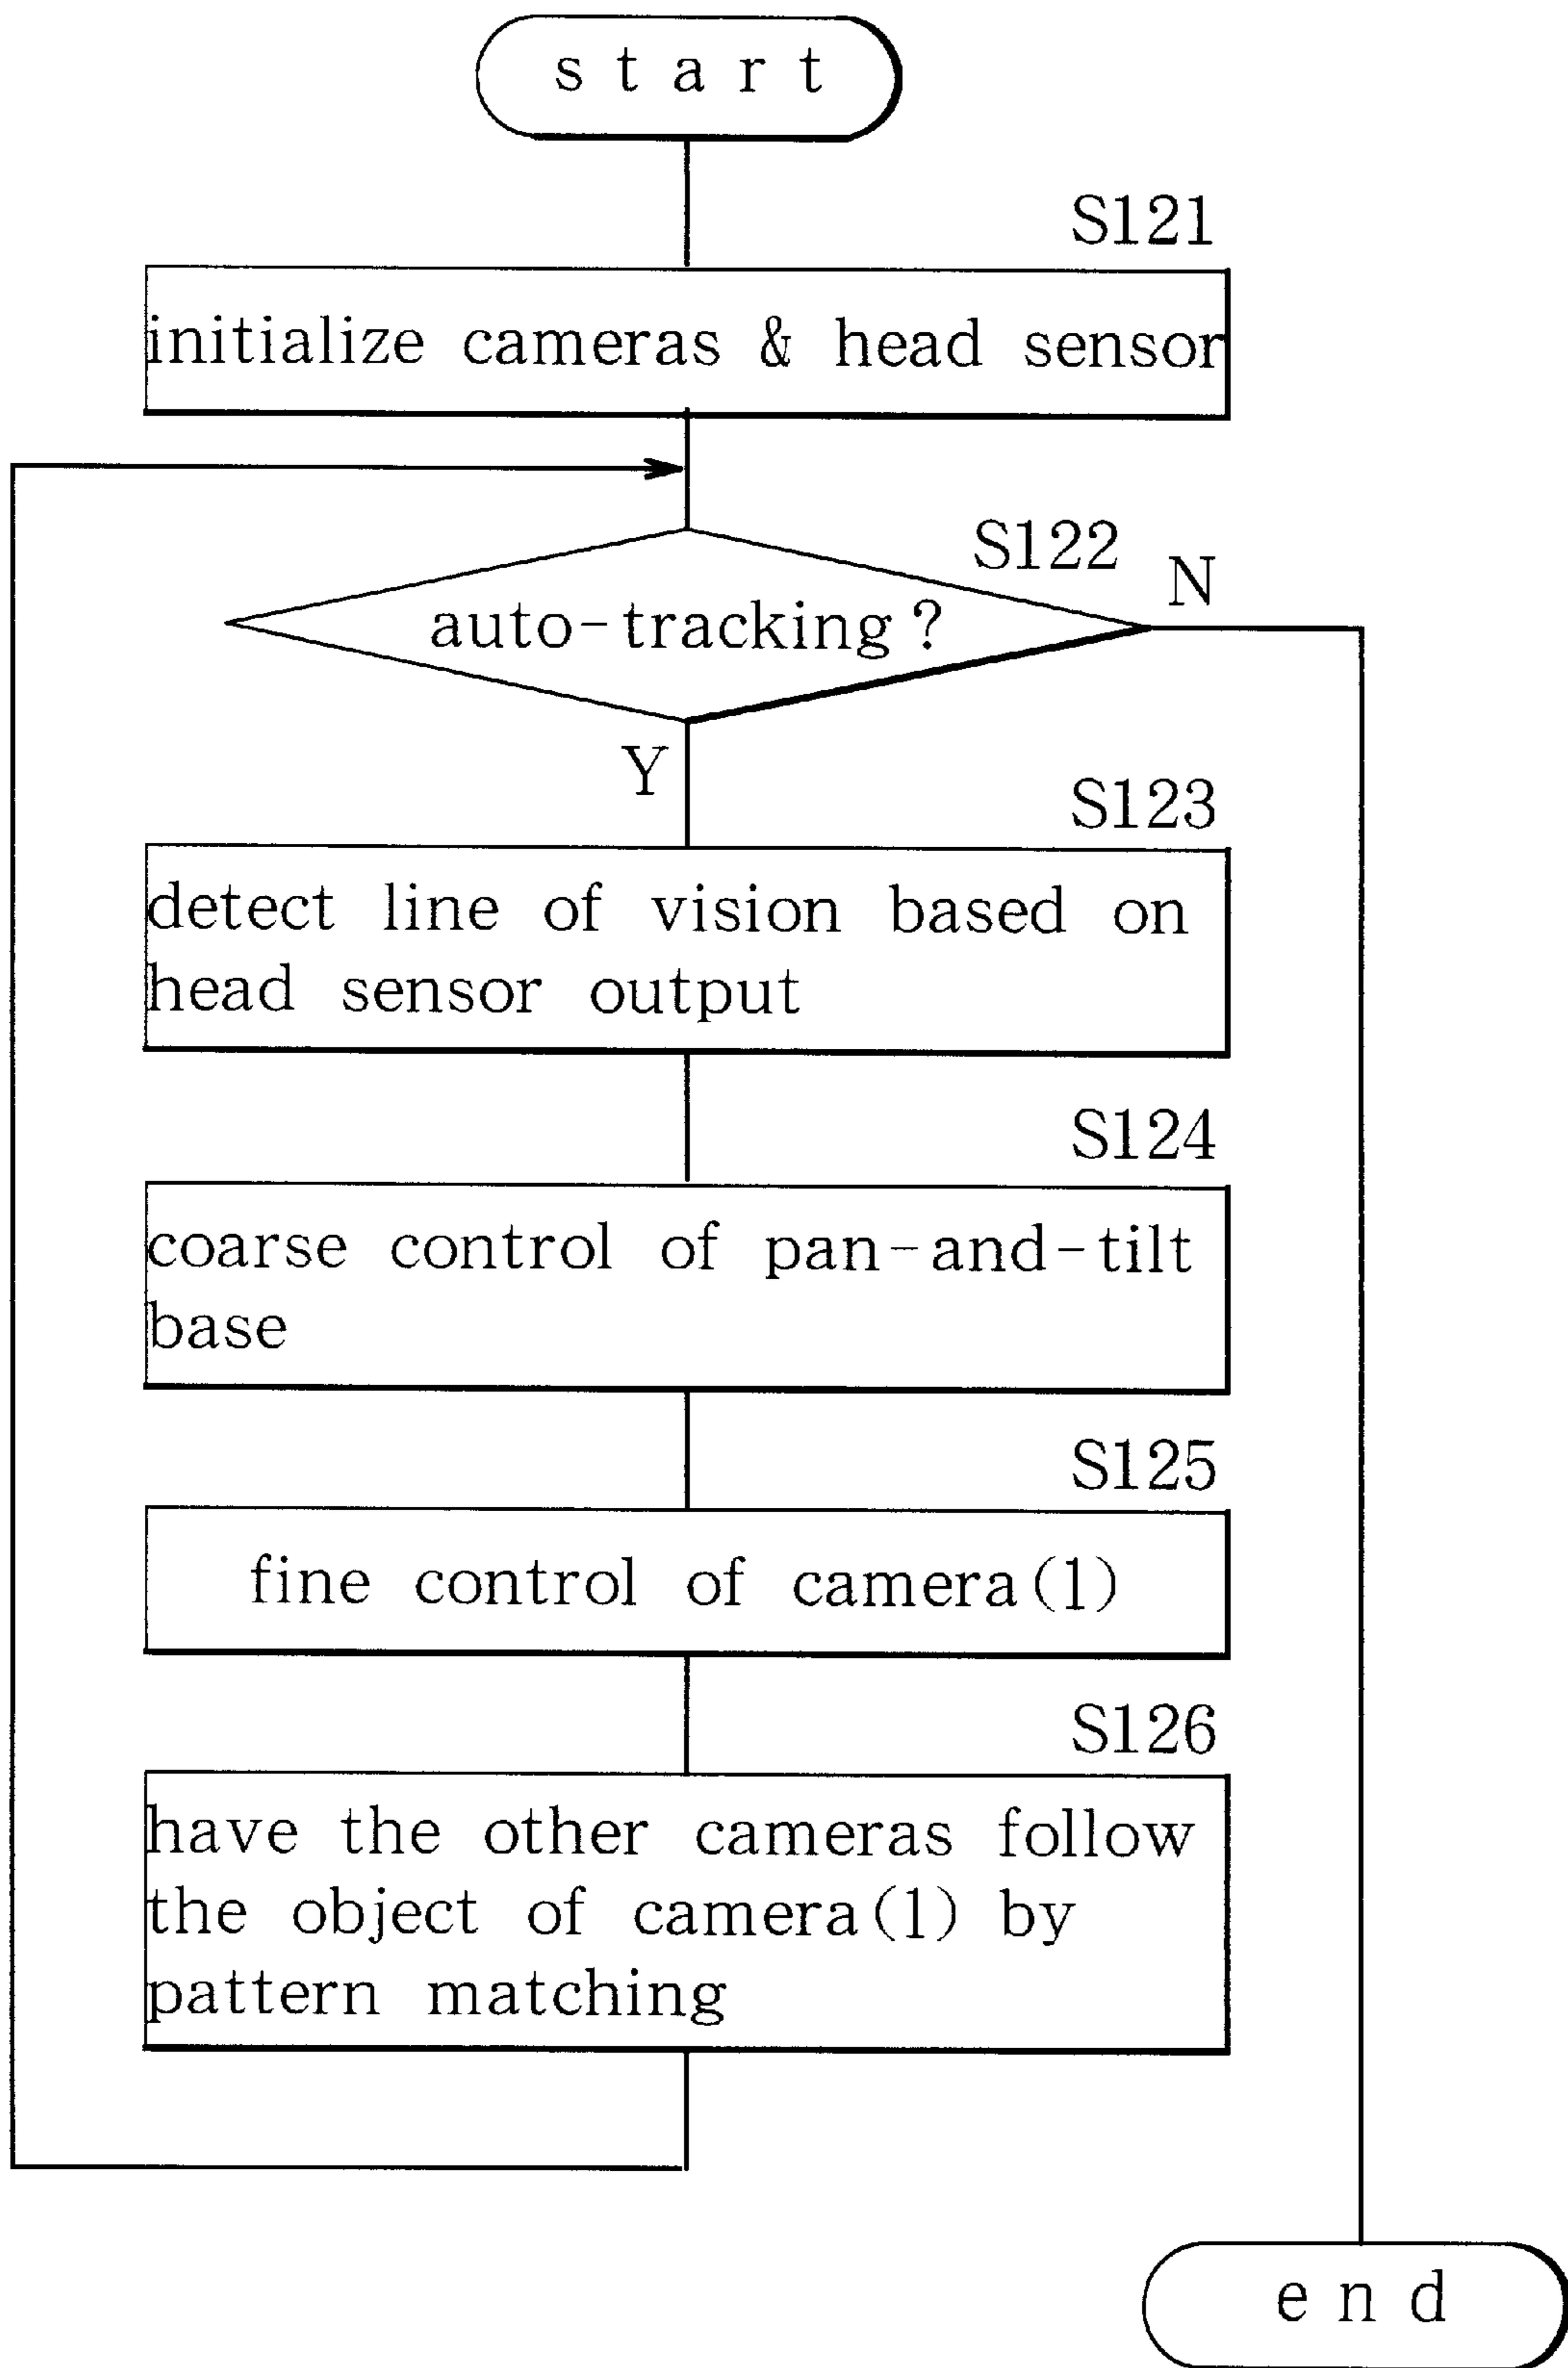 start
S121
initialize cameras & head sensor
S122
N
auto-tracking?
Y
S123
detect line of vision based on
head sensor output
S124
coarse control of pan-and-tilt
base
S125
fine control of camera(1)
S126
have the other cameras follow
the object of camera(1) by
pattern matching
end